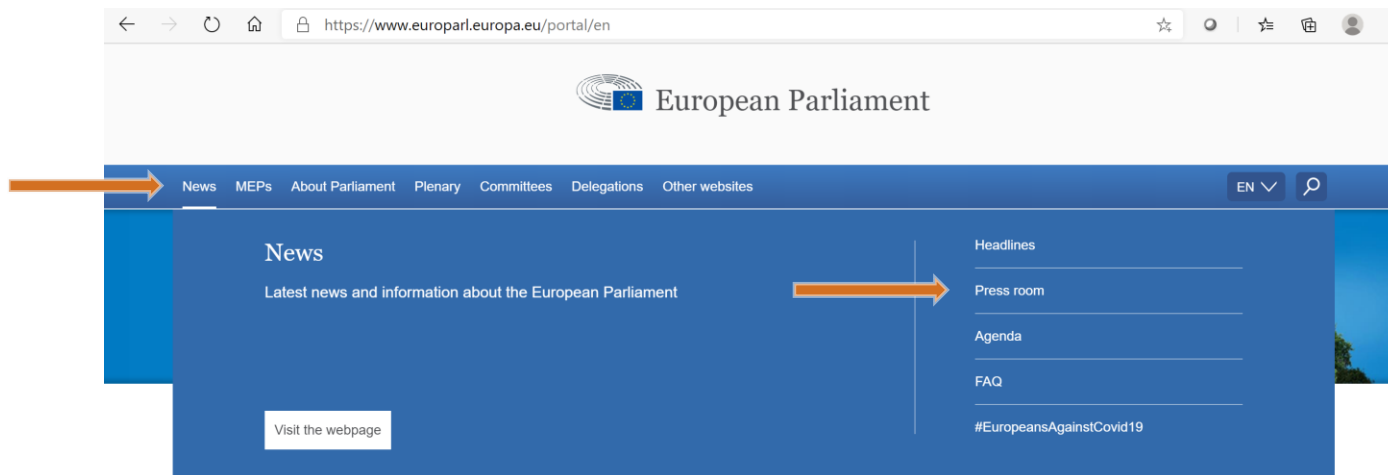 https://www.europarl.europa.eu/portal/en
European Parliament
News MEPs About Parliament Plenary Committees Delegations Other websites EN
News
Latest news and information about the European Parliament
Visit the webpage
Headlines
Press room
Agenda
FAQ
#EuropeansAgainstCovid19